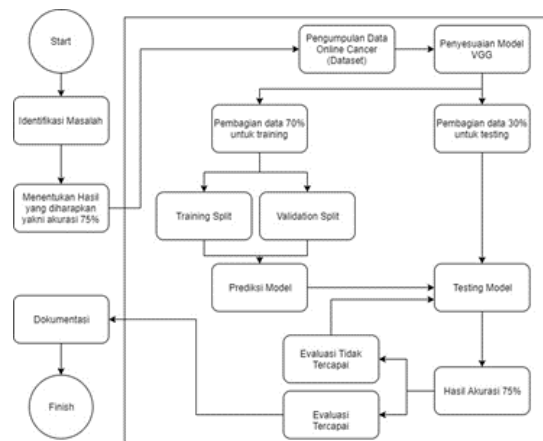 Start
Identifikasi Masalah
Menentukan Hasil
yang diharapkan
yakni akurasi 75%
Pengumpulan Data
Online Cancer
(Dataset)
Penyesuaian Model
VGG
Pembagian data 70%
untuk training
Pembagian data 30%
untuk testing
Training Split
Validation Split
Prediksi Model
Testing Model
Hasil Akurasi 75%
Evaluasi Tidak
Tercapai
Evaluasi
Tercapai
Dokumentasi
Finish